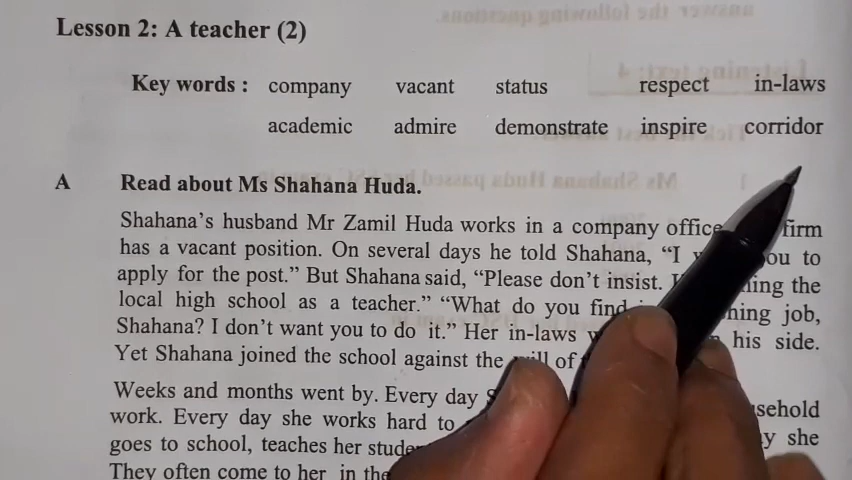 Lesson 2: A teacher (2)
Key words : company vacant status respect in-laws
academic admire demonstrate inspire corridor
A Read about Ms Shahana Huda.
Shahana's husband Mr Zamil Huda works in a company office firm
has a vacant position. On several days he told Shahana, “I you to
apply for the post.” But Shahana said, “Please don't insist. the
local high school as a teacher.” “What do you find job,
Shahana? I don't want you to do it.” Her in-laws his side.
Yet Shahana joined the school against the will of
Weeks and months went by. Every day
work. Every day she works hard to she
goes to school, teaches her
They often come to her in the